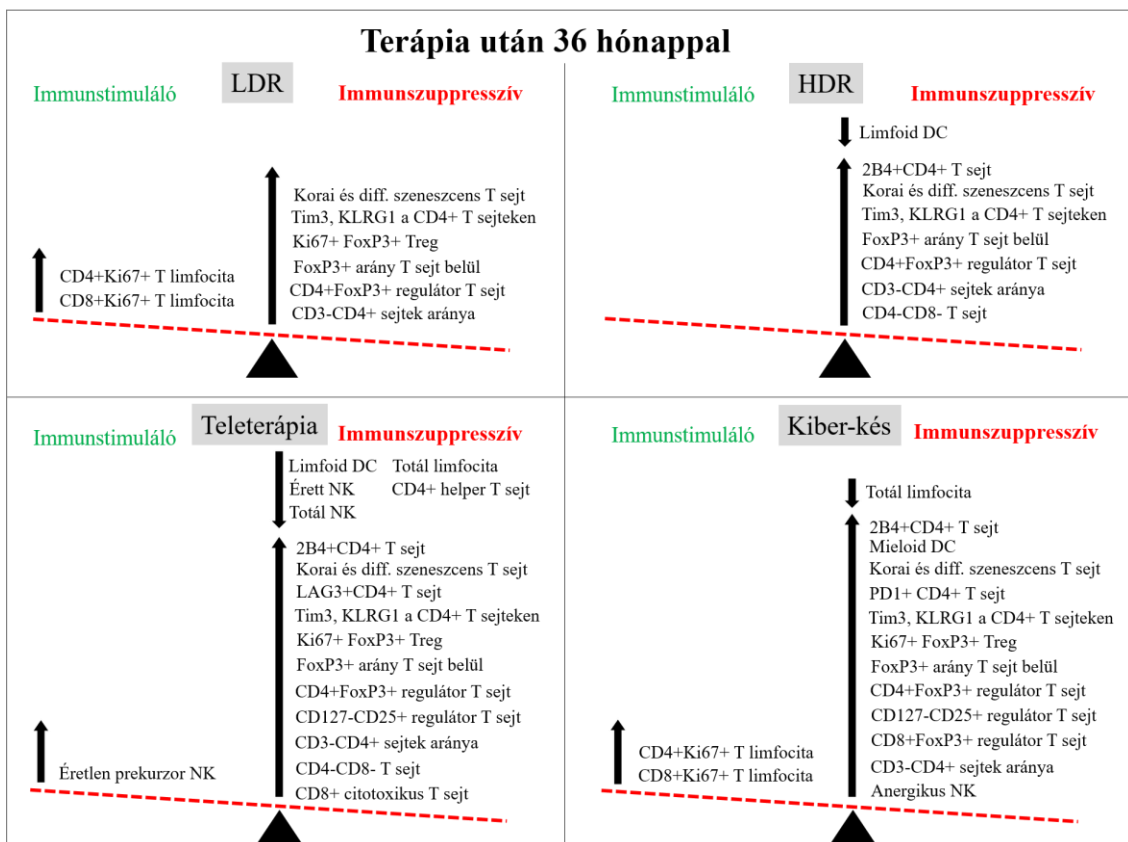 Terápia után 36 hónappal
LDR
Immunstimuláló
Immunszuppresszív
Korai és diff. szeneszcens T sejt
Tim3, KLRG1 a CD4+ T sejteken
Ki67+ FoxP3+ Treg
FoxP3+ arány T sejt belül
CD4+FoxP3+ regulátor T sejt
CD3-CD4+ sejtek aránya
CD4+Ki67+ T limfocita
CD8+Ki67+ T limfocita
HDR
Immunstimuláló
Immunszuppresszív
Limfoid DC
2B4+CD4+ T sejt
Korai és diff. szeneszcens T sejt
Tim3, KLRG1 a CD4+ T sejteken
FoxP3+ arány T sejt belül
CD4+FoxP3+ regulátor T sejt
CD3-CD4+ sejtek aránya
CD4-CD8- T sejt
Teleterápia
Immunstimuláló
Immunszuppresszív
Limfoid DC Totál limfocita
Érett NK CD4+ helper T sejt
Totál NK
2B4+CD4+ T sejt
Korai és diff. szeneszcens T sejt
LAG3+CD4+ T sejt
Tim3, KLRG1 a CD4+ T sejteken
Ki67+ FoxP3+ Treg
FoxP3+ arány T sejt belül
CD4+FoxP3+ regulátor T sejt
CD127-CD25+ regulátor T sejt
CD3-CD4+ sejtek aránya
CD4-CD8- T sejt
CD8+ citotoxikus T sejt
Éretlen prekurzor NK
Kiber-kés
Immunstimuláló
Immunszuppresszív
Totál limfocita
2B4+CD4+ T sejt
Mieloid DC
Korai és diff. szeneszcens T sejt
PD1+ CD4+ T sejt
Tim3, KLRG1 a CD4+ T sejteken
Ki67+ FoxP3+ Treg
FoxP3+ arány T sejt belül
CD4+FoxP3+ regulátor T sejt
CD127-CD25+ regulátor T sejt
CD8+FoxP3+ regulátor T sejt
CD3-CD4+ sejtek aránya
Anergikus NK
CD4+Ki67+ T limfocita
CD8+Ki67+ T limfocita